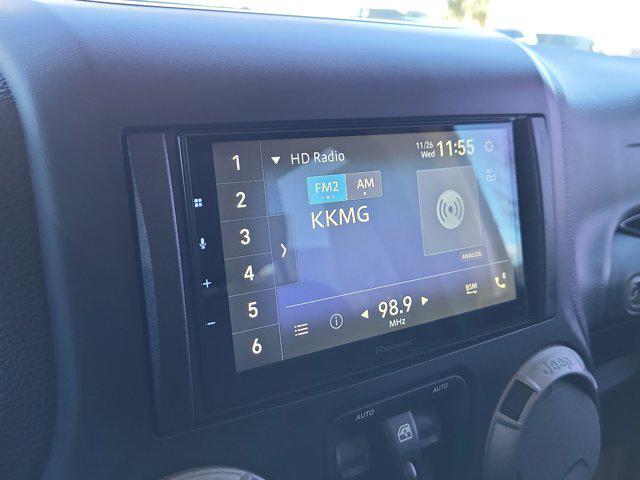 HD Radio
11/26
Wed 11:55
FM2 AM
KKMG
ANALOG
1
2
3
4
5
6
98.9
MHz
BSM
Pioneer
AUTO AUTO
Jeep